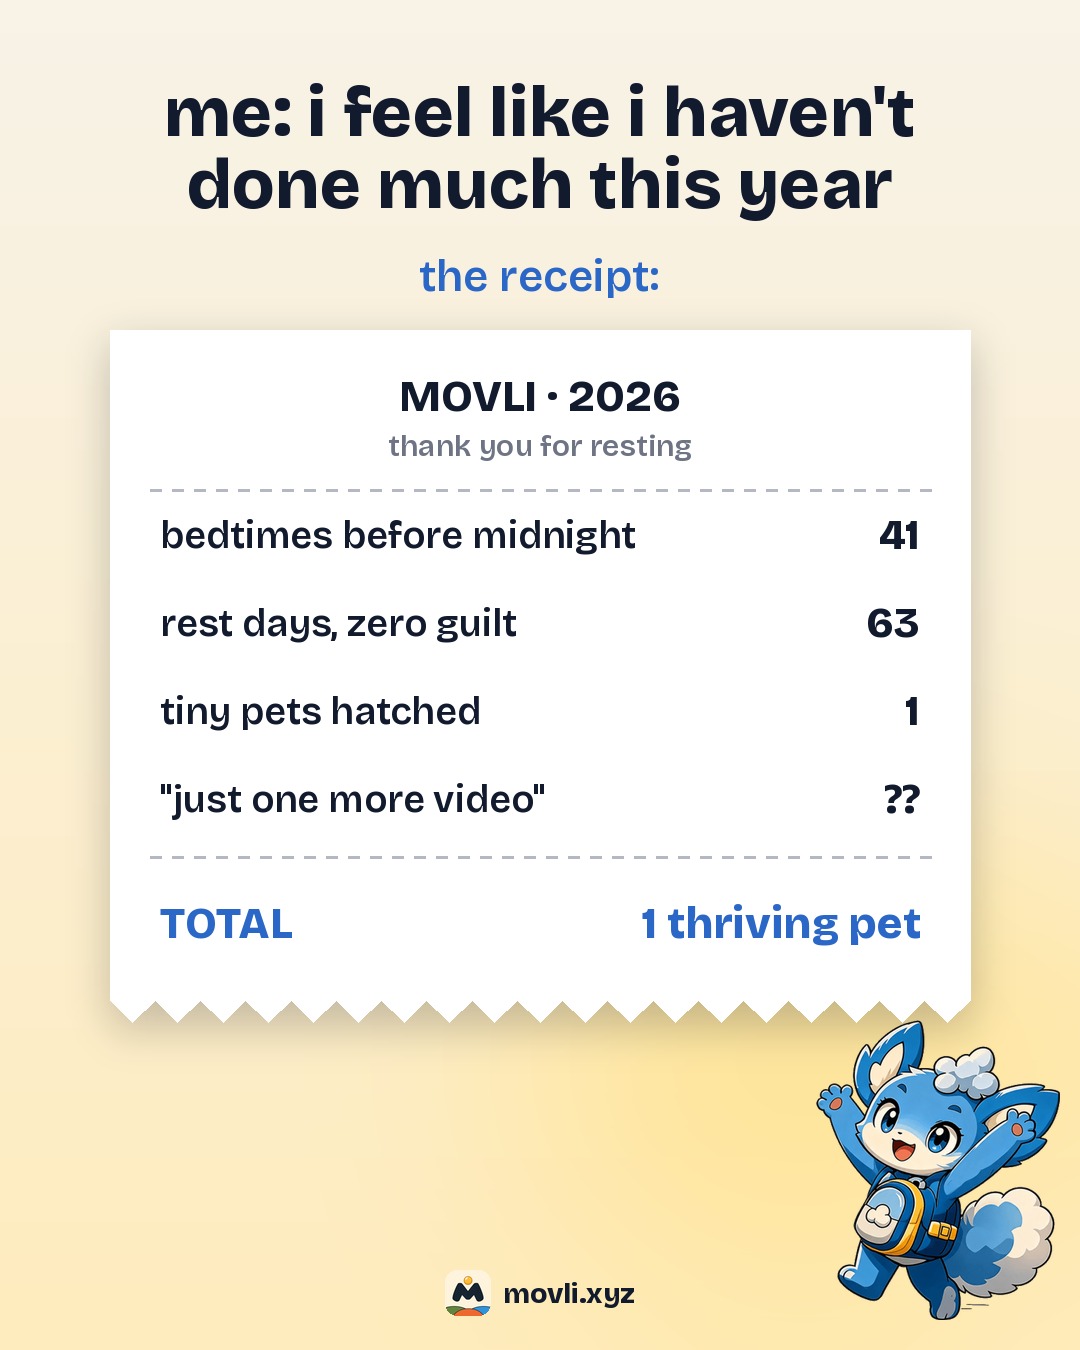 me: i feel like i haven't
done much this year
the receipt:
MOVLI · 2026
thank you for resting
bedtimes before midnight 41
rest days, zero guilt 63
tiny pets hatched 1
"just one more video" ??
TOTAL 1 thriving pet
movli.xyz